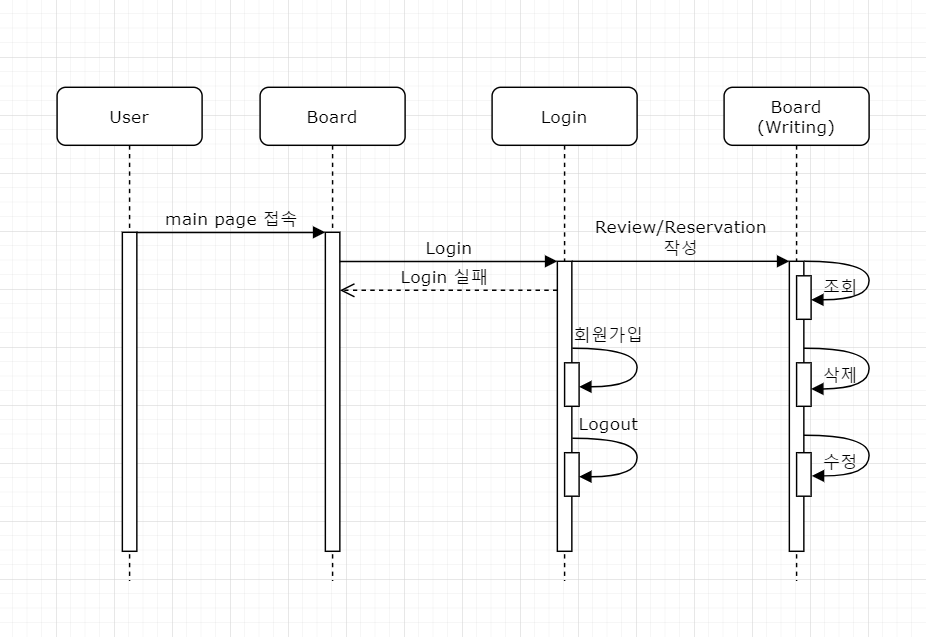 User
Board
Login
Board
(Writing)
main page 접속
Login
Login 실패
Review/Reservation
작성
조회
회원가입
삭제
Logout
수정